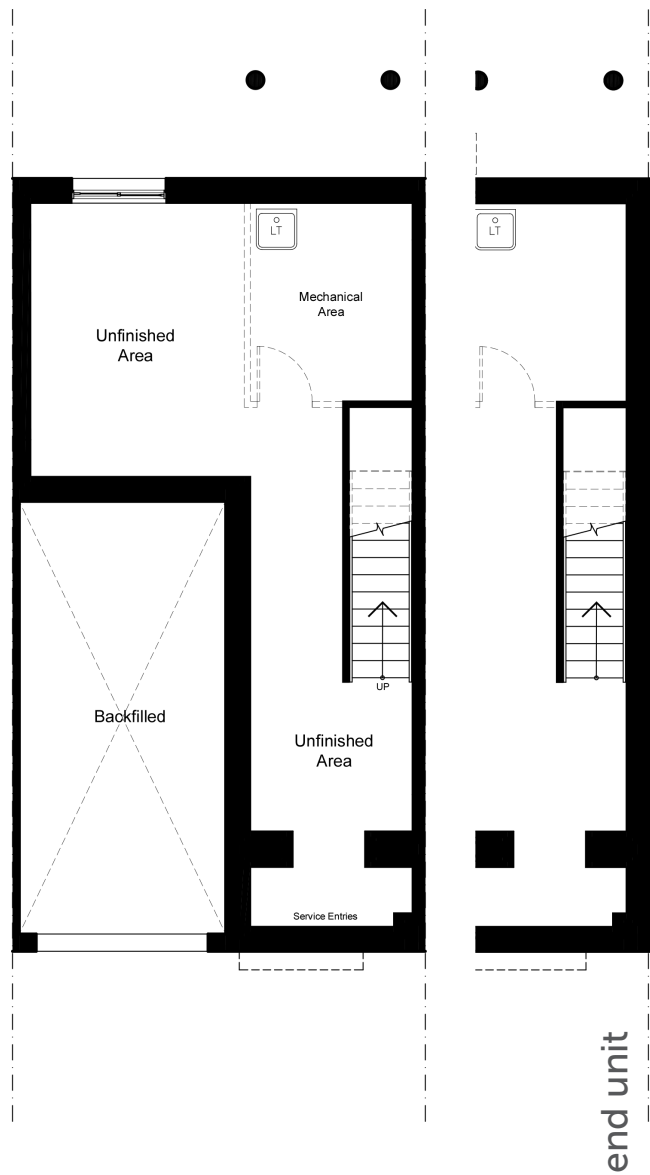 LT
LT
Mechanical
Area
Unfinished
Area
UP
Backfilled
Unfinished
Area
Service Entries
end unit